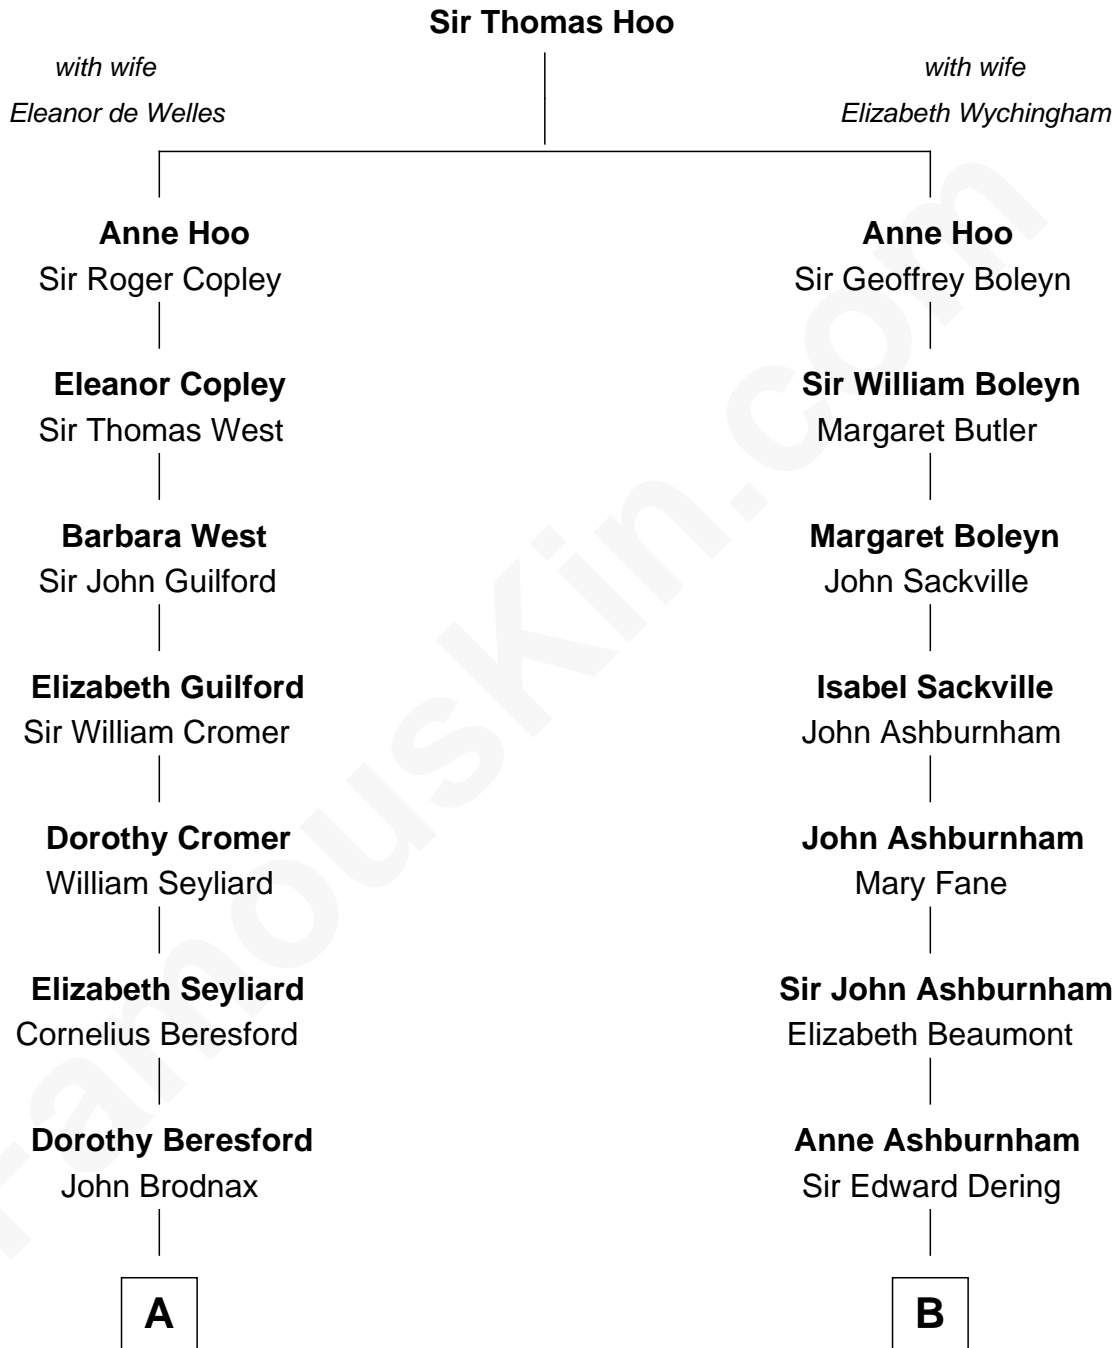 Sir Thomas Hoo
with wife
Eleanor de Welles
with wife
Elizabeth Wychingham
Anne Hoo
Sir Roger Copley
Anne Hoo
Sir Geoffrey Boleyn
Eleanor Copley
Sir Thomas West
Sir William Boleyn
Margaret Butler
Barbara West
Sir John Guilford
Margaret Boleyn
John Sackville
Elizabeth Guilford
Sir William Cromer
Isabel Sackville
John Ashburnham
Dorothy Cromer
William Seyliard
John Ashburnham
Mary Fane
Elizabeth Seyliard
Cornelius Beresford
Sir John Ashburnham
Elizabeth Beaumont
Dorothy Beresford
John Brodnax
Anne Ashburnham
Sir Edward Dering
A
B
FamousKin.com